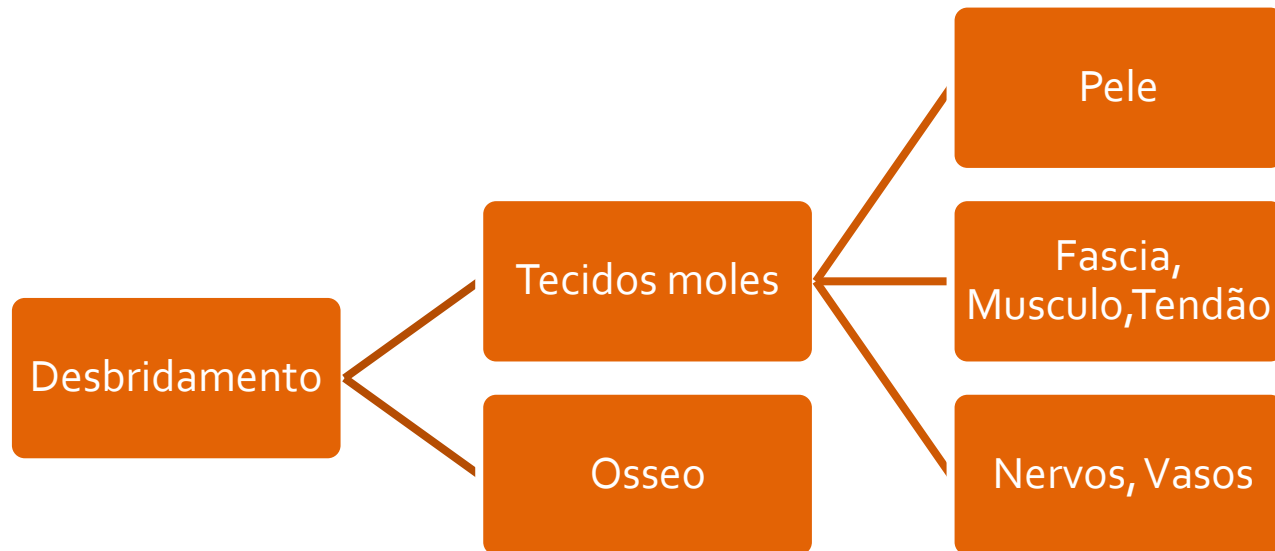 Desbridamento
Tecidos moles
Osseo
Pele
Fascia,
Musculo,Tendão
Nervos, Vasos